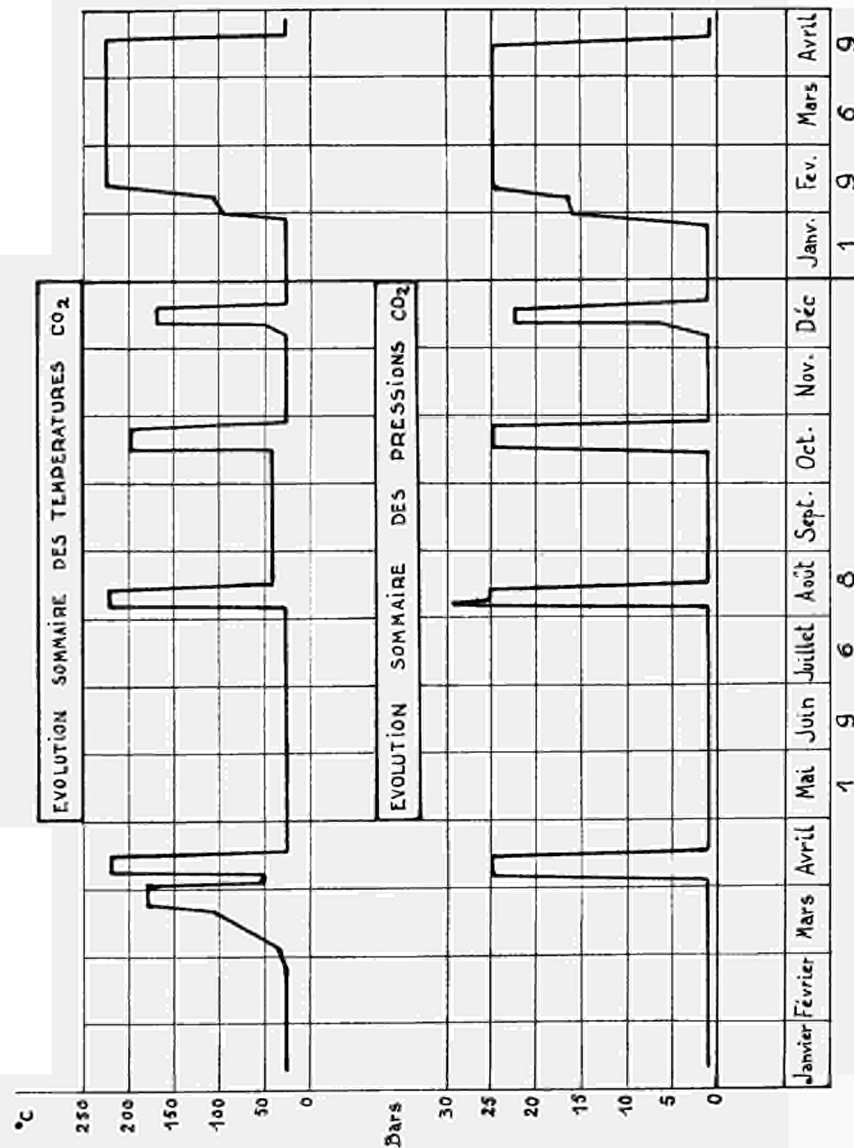 °C
EVOLUTION SOMMAIRE DES TEMPERATURES CO2
250
200
150
100
50
0
EVOLUTION SOMMAIRE DES PRESSIONS CO2
Bars
30
25
20
15
10
5
0
Janvier Février Mars Avril Mai Juin Juillet Août Sept. Oct. Nov. Déc Janv. Fev. Mars Avril
1 9 6 8 1 9 6 9